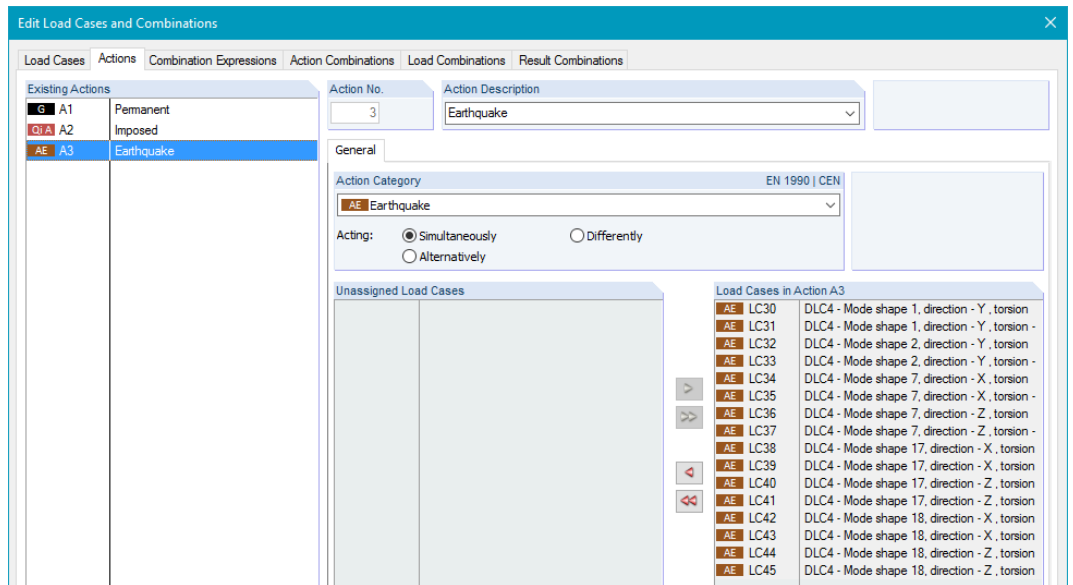 Edit Load Cases and Combinations
Load Cases Actions Combination Expressions Action Combinations Load Combinations Result Combinations
Existing Actions
G A1 Permanent
Qi A A2 Imposed
AE A3 Earthquake
Action No.
3
Action Description
Earthquake
General
Action Category EN 1990 | CEN
AE Earthquake
Acting: Simultaneously Differently
Alternatively
Unassigned Load Cases
Load Cases in Action A3
AE LC30 DLC4 - Mode shape 1, direction - Y , torsion
AE LC31 DLC4 - Mode shape 1, direction - Y , torsion -
AE LC32 DLC4 - Mode shape 2, direction - Y , torsion
AE LC33 DLC4 - Mode shape 2, direction - Y , torsion -
AE LC34 DLC4 - Mode shape 7, direction - X , torsion
AE LC35 DLC4 - Mode shape 7, direction - X , torsion -
AE LC36 DLC4 - Mode shape 7, direction - Z , torsion
AE LC37 DLC4 - Mode shape 7, direction - Z , torsion -
AE LC38 DLC4 - Mode shape 17, direction - X , torsion
AE LC39 DLC4 - Mode shape 17, direction - X , torsion
AE LC40 DLC4 - Mode shape 17, direction - Z , torsion
AE LC41 DLC4 - Mode shape 17, direction - Z , torsion
AE LC42 DLC4 - Mode shape 18, direction - X , torsion
AE LC43 DLC4 - Mode shape 18, direction - X , torsion
AE LC44 DLC4 - Mode shape 18, direction - Z , torsion
AE LC45 DLC4 - Mode shape 18, direction - Z , torsion